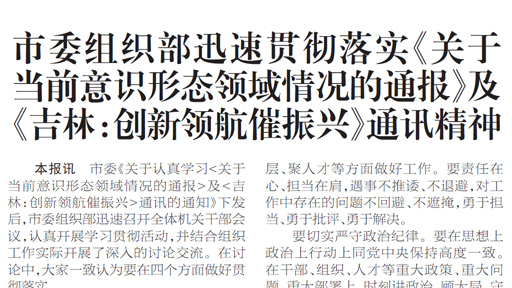 市委组织部迅速贯彻落实《关于
当前意识形态领域情况的通报》及
《吉林:创新领航催振兴》通讯精神
本报讯 市委《关于认真学习<关于
当前意识形态领域情况的通报>及<吉
林:创新领航催振兴>通讯的通知》下发
后,市委组织部迅速召开全体机关干部会
议,认真开展学习贯彻活动,并结合组织
工作实际开展了深入的讨论交流。在讨
论中,大家一致认为要在四个方面做好贯
彻落实
层、聚人才等方面做好工作。要责任在
心、担当在肩,遇事不推诿、不退避,对工
作中存在的问题不回避、不遮掩,勇于担
当、勇于批评、勇于解决。
要切实严守政治纪律。要在思想上
政治上行动上同党中央保持高度一致。
在干部、组织、人才等重大政策、重大问
题、重大部署上,时刻讲政治、顾大局、守